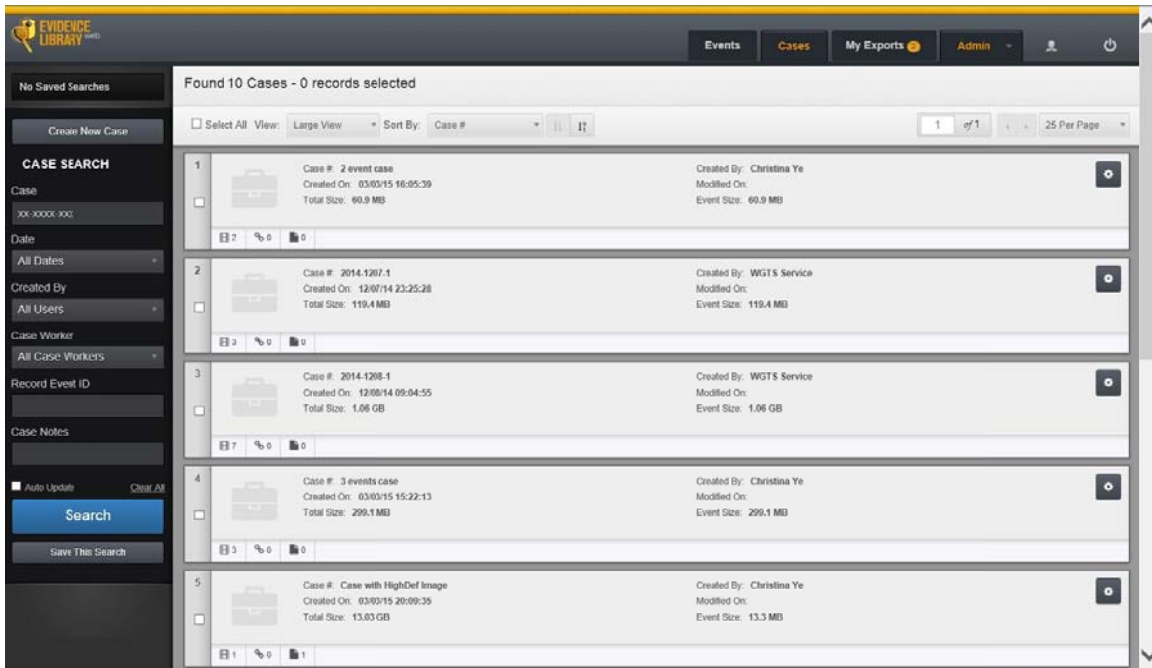 EVIDENCE
LIBRARY web
Events
Cases
My Exports 2
Admin
No Saved Searches
Create New Case
CASE SEARCH
Case
xx-xxxx-xxx
Date
All Dates
Created By
All Users
Case Worker
All Case Workers
Record Event ID
Case Notes
Auto Update Clear All
Search
Save This Search
Found 10 Cases - 0 records selected
Select All View: Large View Sort By: Case #
1 of 1 25 Per Page
1
Case #: 2 event case
Created On: 03/03/15 16:05:39
Total Size: 60.9 MB
Created By: Christina Ye
Modified On:
Event Size: 60.9 MB
2 0 0
2
Case #: 2014-1207-1
Created On: 12/07/14 23:25:28
Total Size: 119.4 MB
Created By: WGTS Service
Modified On:
Event Size: 119.4 MB
3 0 0
3
Case #: 2014-1208-1
Created On: 12/08/14 09:04:55
Total Size: 1.06 GB
Created By: WGTS Service
Modified On:
Event Size: 1.06 GB
7 0 0
4
Case #: 3 events case
Created On: 03/03/15 15:22:13
Total Size: 299.1 MB
Created By: Christina Ye
Modified On:
Event Size: 299.1 MB
3 0 0
5
Case #: Case with HighDef Image
Created On: 03/03/15 20:09:35
Total Size: 13.03 GB
Created By: Christina Ye
Modified On:
Event Size: 13.3 MB
1 0 1